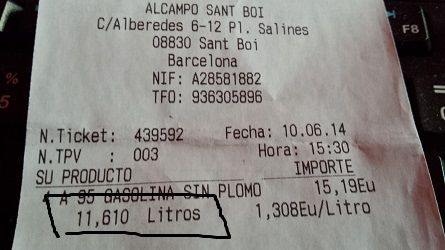 ALCAMPO SANT BOI
C/Alberedes 6-12 Pl. Salines
08830 Sant Boi
Barcelona
NIF: A28581882
TFO: 936305896
N.Ticket: 439592 Fecha: 10.06.14
N.TPV : 003 Hora: 15:30
SU PRODUCTO IMPORTE
A 95 GASOLINA SIN PLOMO 15,19Eu
11,610 Litros 1,308Eu/Litro
F8
%
5